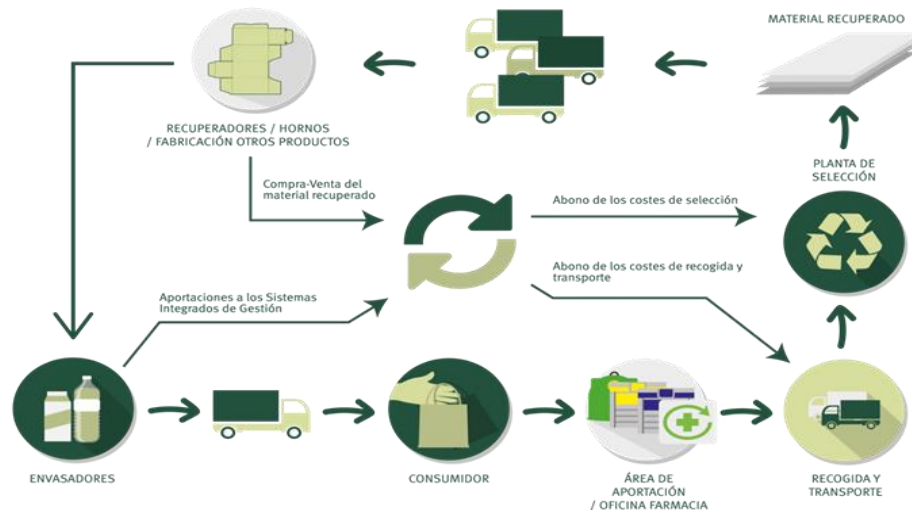 MATERIAL RECUPERADO
RECUPERADORES / HORNOS
/ FABRICACIÓN OTROS PRODUCTOS
PLANTA DE
SELECCIÓN
Compra-Venta del
material recuperado
Abono de los costes de selección
Abono de los costes de recogida y
transporte
Aportaciones a los Sistemas
Integrados de Gestión
ENVASADORES
CONSUMIDOR
ÁREA DE
APORTACIÓN
/ OFICINA FARMACIA
RECOGIDA Y
TRANSPORTE